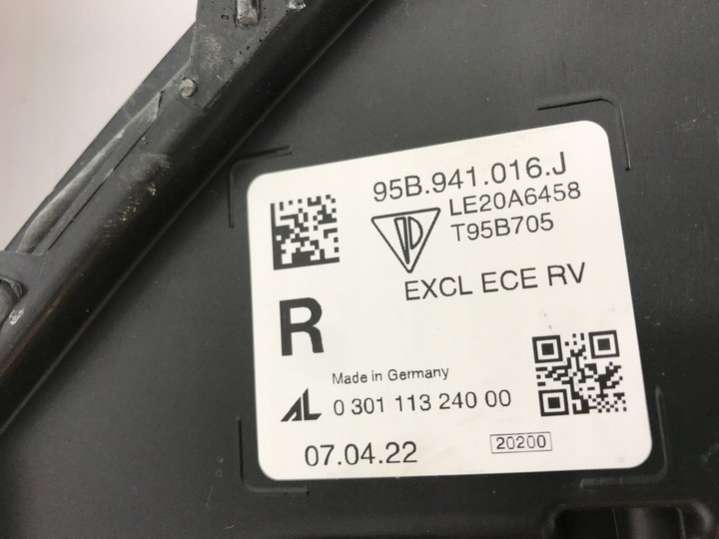 95B.941.016.J
LE20A6458
T95B705
EXCL ECE RV
R
Made in Germany
AL 0 301 113 240 00
07.04.22
20200